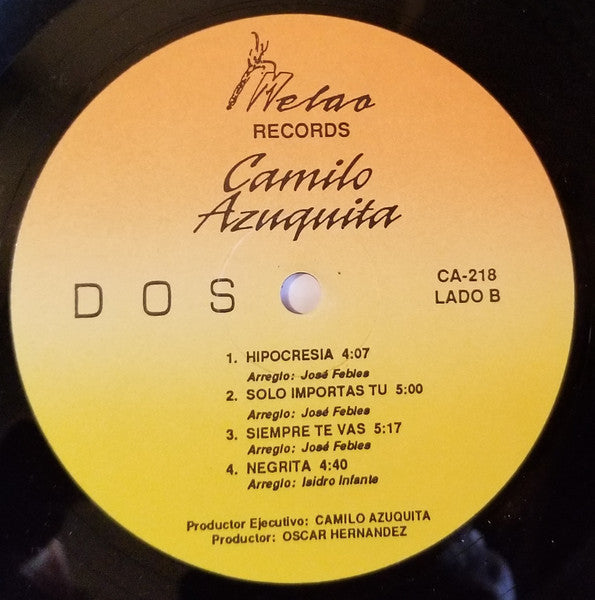 Melao
RECORDS
Camilo
Azuquita
DOS
CA-218
LADO B
1. HIPOCRESIA 4:07
Arreglo: José Febles
2. SOLO IMPORTAS TU 5:00
Arreglo: José Febles
3. SIEMPRE TE VAS 5:17
Arreglo: José Febles
4. NEGRITA 4:40
Arreglo: Isidro Infante
Productor Ejecutivo: CAMILO AZUQUITA
Productor: OSCAR HERNANDEZ